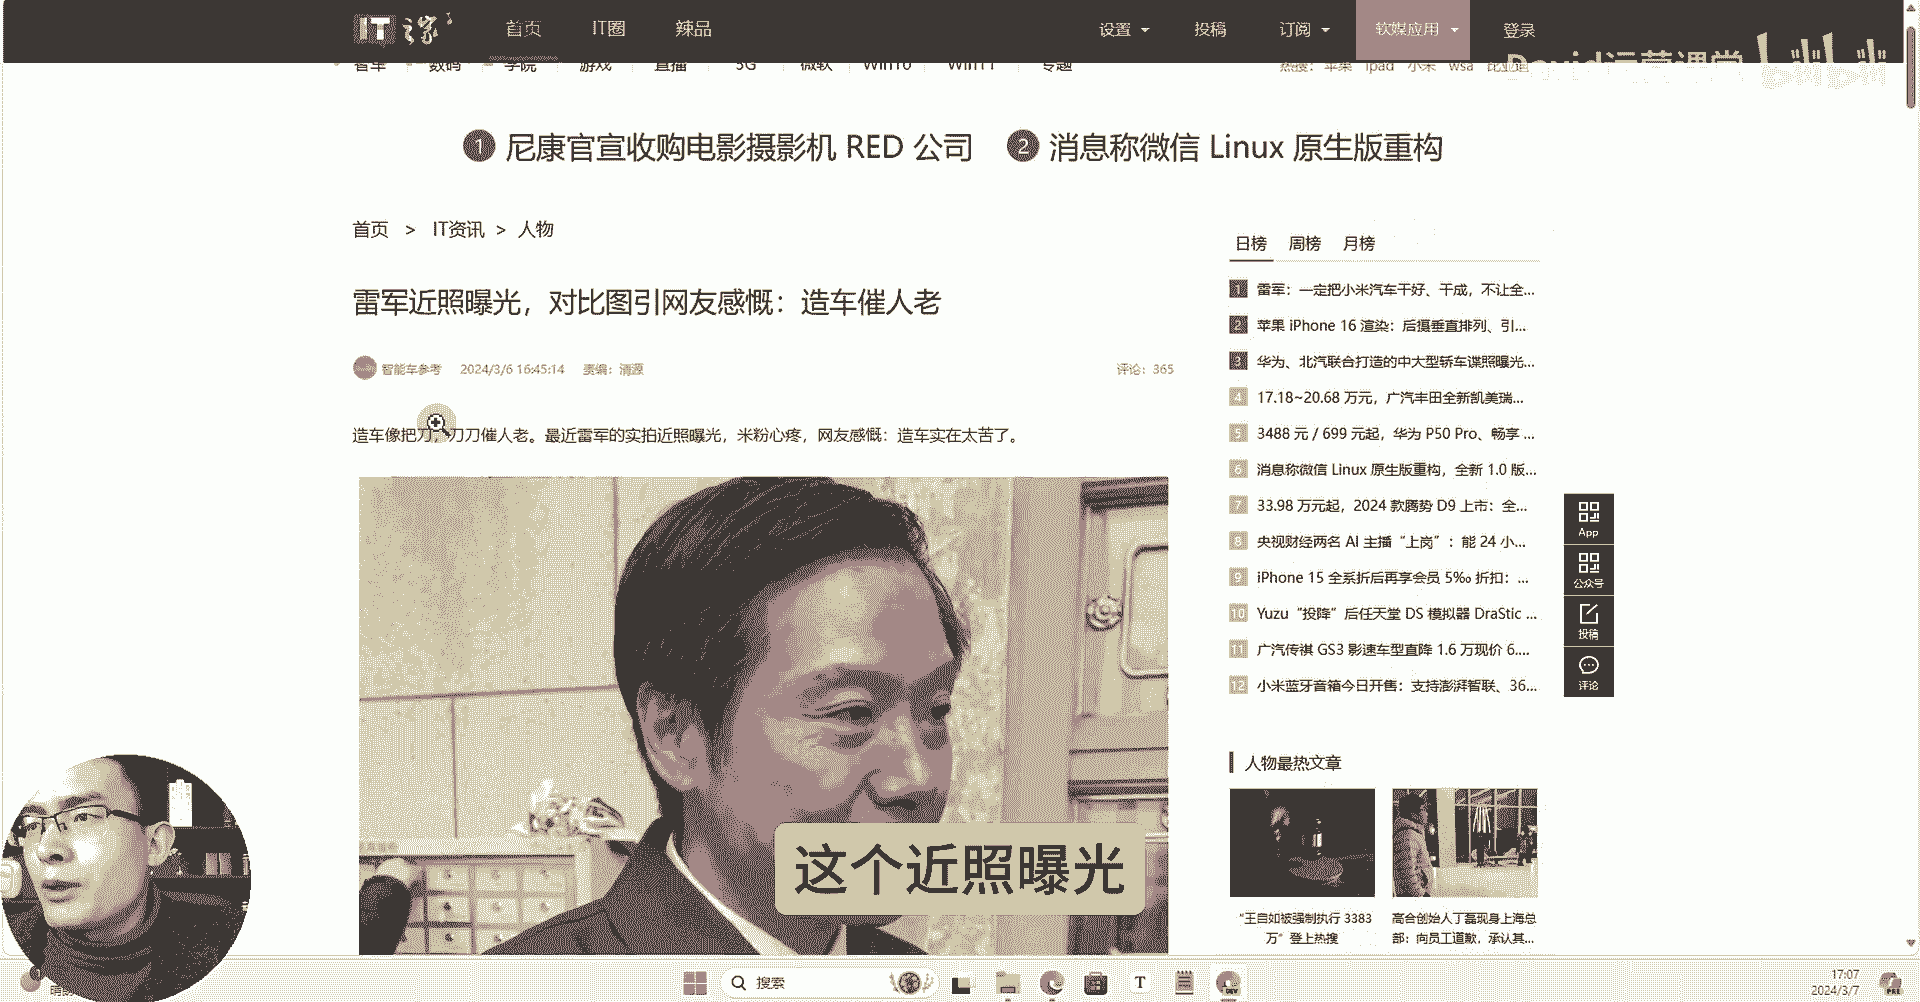 IT之家 首页 IT圈 辣品 设置 投稿 订阅 软媒应用 登录
David运营课堂 bilibili
智车 数码 学院 游戏 直播 5G 微软 Win10 Win11 专题 热搜: 苹果 ipad 小米 wsa 比亚迪
1 尼康官宣收购电影摄影机 RED 公司 2 消息称微信 Linux 原生版重构
首页 > IT资讯 > 人物
雷军近照曝光，对比图引网友感慨：造车催人老
智能车参考 2024/3/6 16:45:14 责编：清源 评论：365
造车像把刀，刀刀催人老。最近雷军的实拍近照曝光，米粉心疼，网友感慨：造车实在太苦了。
这个近照曝光
日榜 周榜 月榜
1 雷军：一定把小米汽车干好、干成，不让全...
2 苹果 iPhone 16 渲染：后摄垂直排列、引...
3 华为、北汽联合打造的中大型轿车谍照曝光...
4 17.18~20.68 万元，广汽丰田全新凯美瑞...
5 3488 元 / 699 元起，华为 P50 Pro、畅享 ...
6 消息称微信 Linux 原生版重构，全新 1.0 版...
7 33.98 万元起，2024 款腾势 D9 上市：全...
8 央视财经两名 AI 主播“上岗”：能 24 小...
9 iPhone 15 全系折后再享会员 5‰ 折扣：...
10 Yuzu“投降”后任天堂 DS 模拟器 DraStic ...
11 广汽传祺 GS3 影速车型直降 1.6 万现价 6....
12 小米蓝牙音箱今日开售：支持澎湃智联、36...
人物最热文章
“王自如被强制执行 3383
万”登上热搜
高合创始人丁磊现身上海总
部：向员工道歉，承认其...
App
公众号
投稿
评论
搜索
17:07
2024/3/7